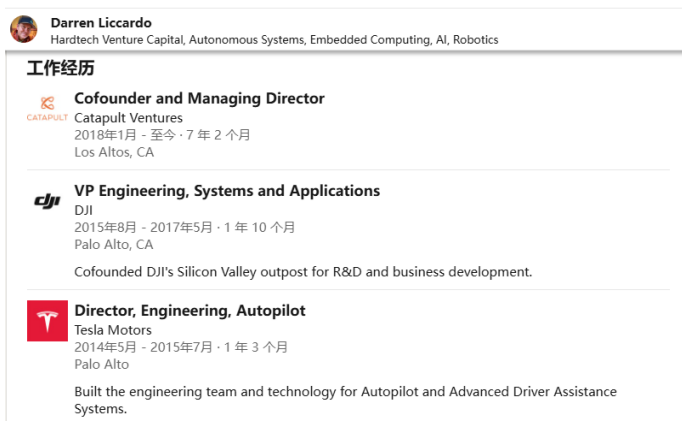 Darren Liccardo
Hardtech Venture Capital, Autonomous Systems, Embedded Computing, AI, Robotics
工作经历
Cofounder and Managing Director
CATAPULT
Catapult Ventures
2018年1月 - 至今 · 7 年 2 个月
Los Altos, CA
VP Engineering, Systems and Applications
dji
DJI
2015年8月 - 2017年5月 · 1 年 10 个月
Palo Alto, CA
Cofounded DJI's Silicon Valley outpost for R&D and business development.
Director, Engineering, Autopilot
Tesla Motors
2014年5月 - 2015年7月 · 1 年 3 个月
Palo Alto
Built the engineering team and technology for Autopilot and Advanced Driver Assistance
Systems.